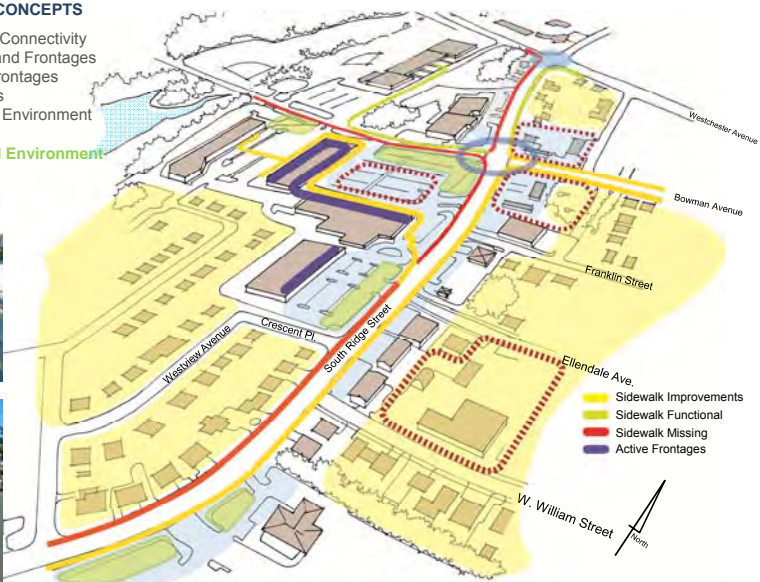 CONCEPTS
Connectivity
and Frontages
rontages
s
Environment
l Environment
Westchester Avenue
Bowman Avenue
Franklin Street
Crescent Pl.
South Ridge Street
Westview Avenue
Ellendale Ave.
Sidewalk Improvements
Sidewalk Functional
Sidewalk Missing
Active Frontages
W. William Street
North